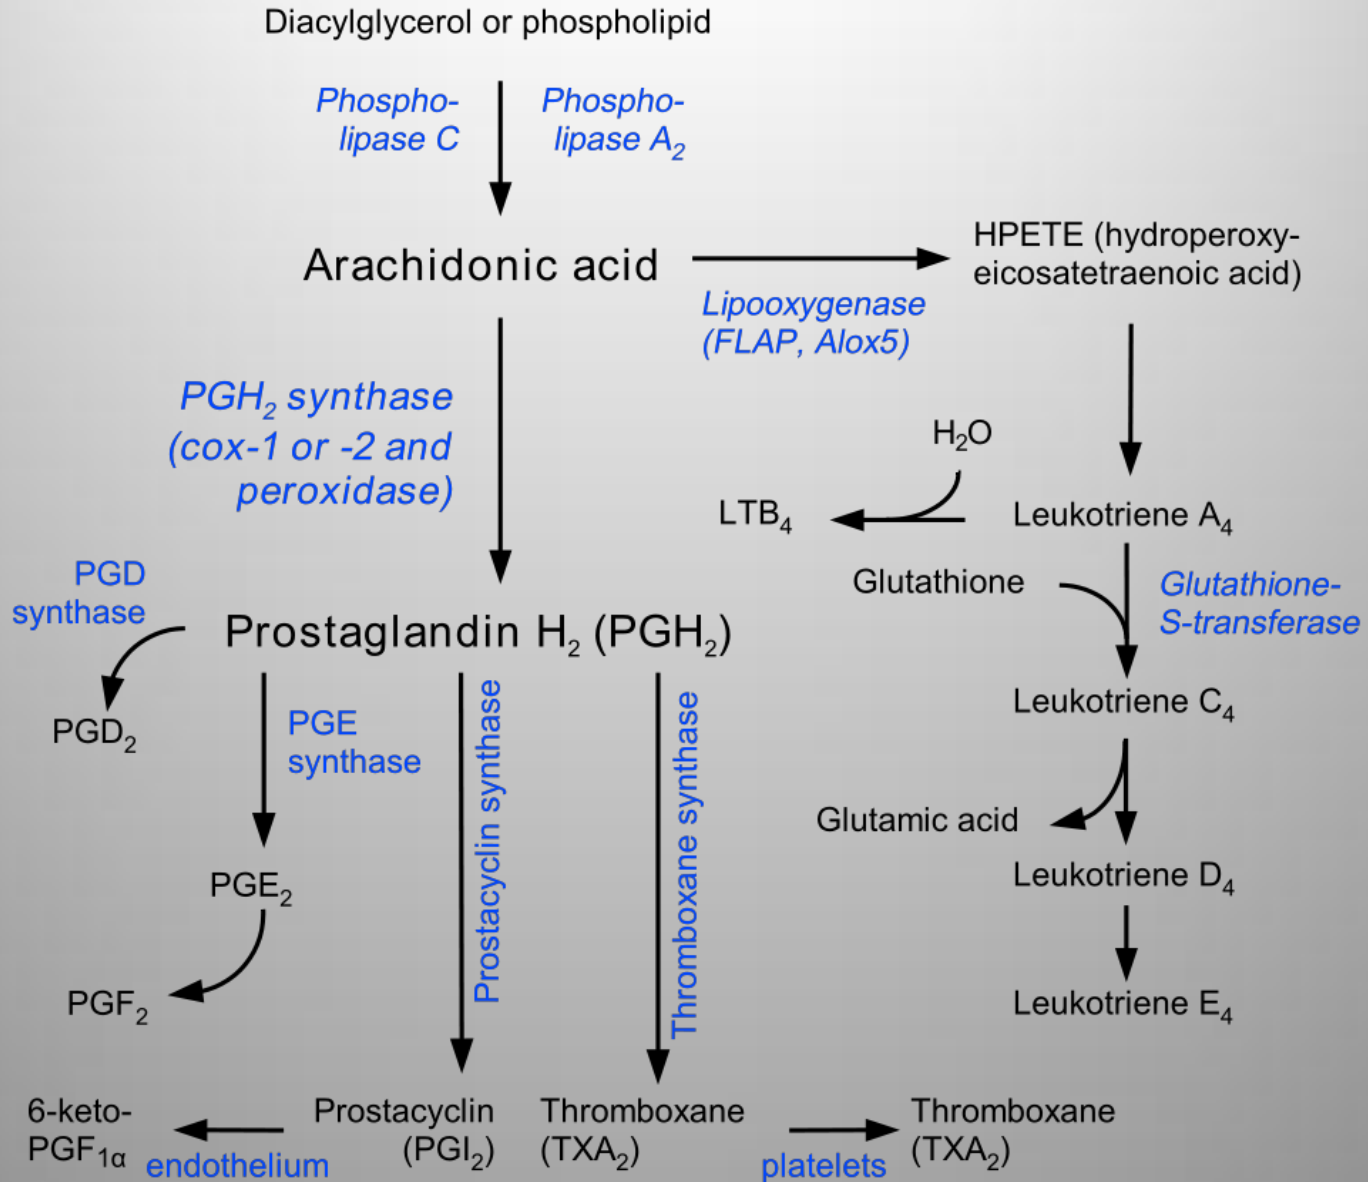 Diacylglycerol or phospholipid
Phospho-
lipase C
Phospho-
lipase A₂
Arachidonic acid
HPETE (hydroperoxy-
eicosatetraenoic acid)
Lipooxygenase
(FLAP, Alox5)
PGH₂ synthase
(cox-1 or -2 and
peroxidase)
H₂O
LTB₄
Leukotriene A₄
Glutathione
Glutathione-
S-transferase
PGD
synthase
Prostaglandin H₂ (PGH₂)
PGD₂
PGE
synthase
Prostacyclin synthase
Thromboxane synthase
Leukotriene C₄
Glutamic acid
Leukotriene D₄
PGE₂
PGF₂
Leukotriene E₄
6-keto-
PGF₁α
endothelium
Prostacyclin
(PGI₂)
Thromboxane
(TXA₂)
platelets
Thromboxane
(TXA₂)